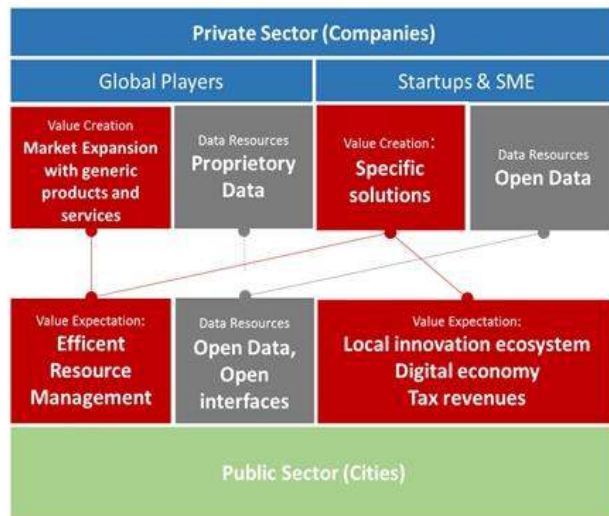 Private Sector (Companies)
Global Players
Startups & SME
Value Creation
Market Expansion
with generic
products and
services
Data Resources
Proprietory
Data
Value Creation:
Specific
solutions
Data Resources
Open Data
Value Expectation:
Efficent
Resource
Management
Data Resources
Open Data,
Open
interfaces
Value Expectation:
Local innovation ecosystem
Digital economy
Tax revenues
Public Sector (Cities)